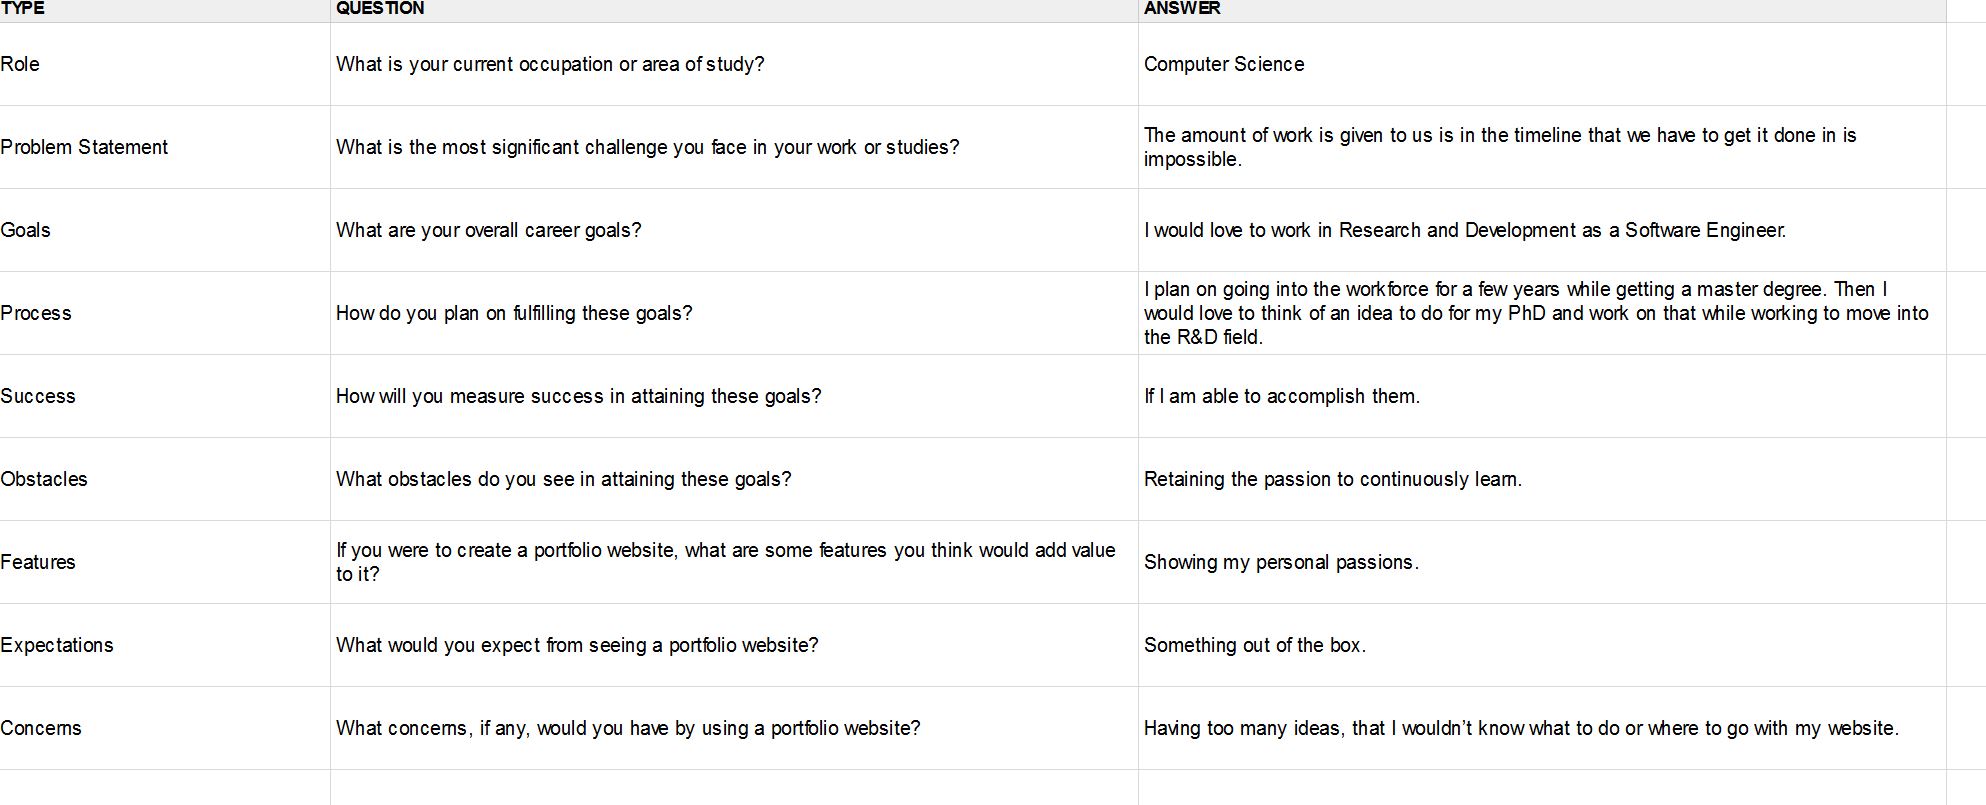 TYPE QUESTION ANSWER
Role What is your current occupation or area of study? Computer Science
Problem Statement What is the most significant challenge you face in your work or studies? The amount of work is given to us is in the timeline that we have to get it done in is
impossible.
Goals What are your overall career goals? I would love to work in Research and Development as a Software Engineer.
Process How do you plan on fulfilling these goals? I plan on going into the workforce for a few years while getting a master degree. Then I
would love to think of an idea to do for my PhD and work on that while working to move into
the R&D field.
Success How will you measure success in attaining these goals? If I am able to accomplish them.
Obstacles What obstacles do you see in attaining these goals? Retaining the passion to continuously learn.
Features If you were to create a portfolio website, what are some features you think would add value
to it? Showing my personal passions.
Expectations What would you expect from seeing a portfolio website? Something out of the box.
Concerns What concerns, if any, would you have by using a portfolio website? Having too many ideas, that I wouldn’t know what to do or where to go with my website.